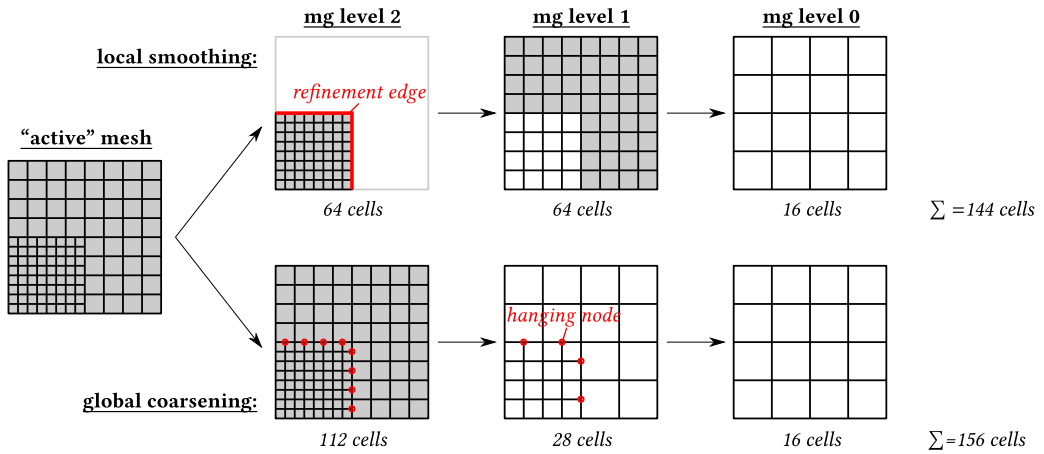 mg level 2
mg level 1
mg level 0
local smoothing:
refinement edge
"active" mesh
64 cells
64 cells
16 cells
∑ =144 cells
hanging node
global coarsening:
112 cells
28 cells
16 cells
∑=156 cells